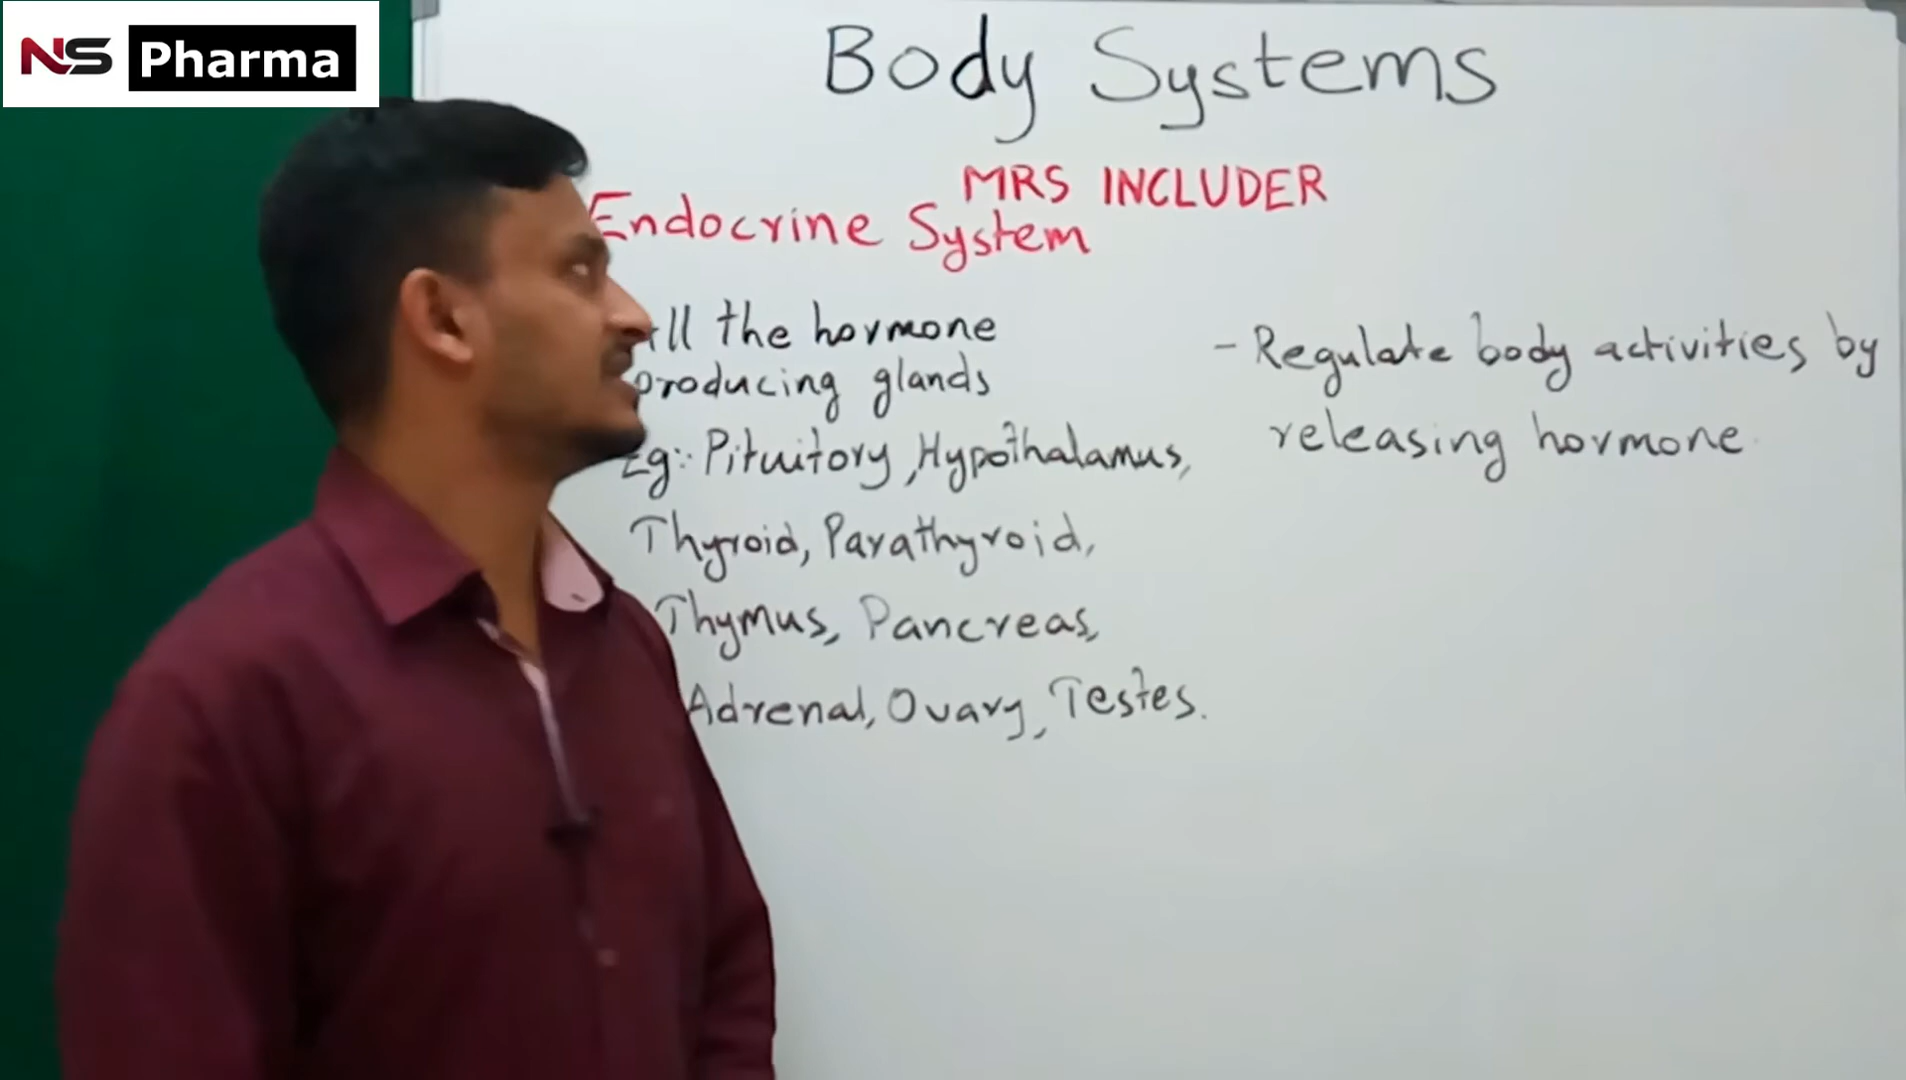 NS Pharma
Body Systems
MRS INCLUDER
Endocrine System
All the hormone
producing glands
Eg:- Pituitory, Hypothalamus,
Thyroid, Parathyroid,
Thymus, Pancreas,
Adrenal, Ovary, Testes.
- Regulate body activities by
releasing hormone